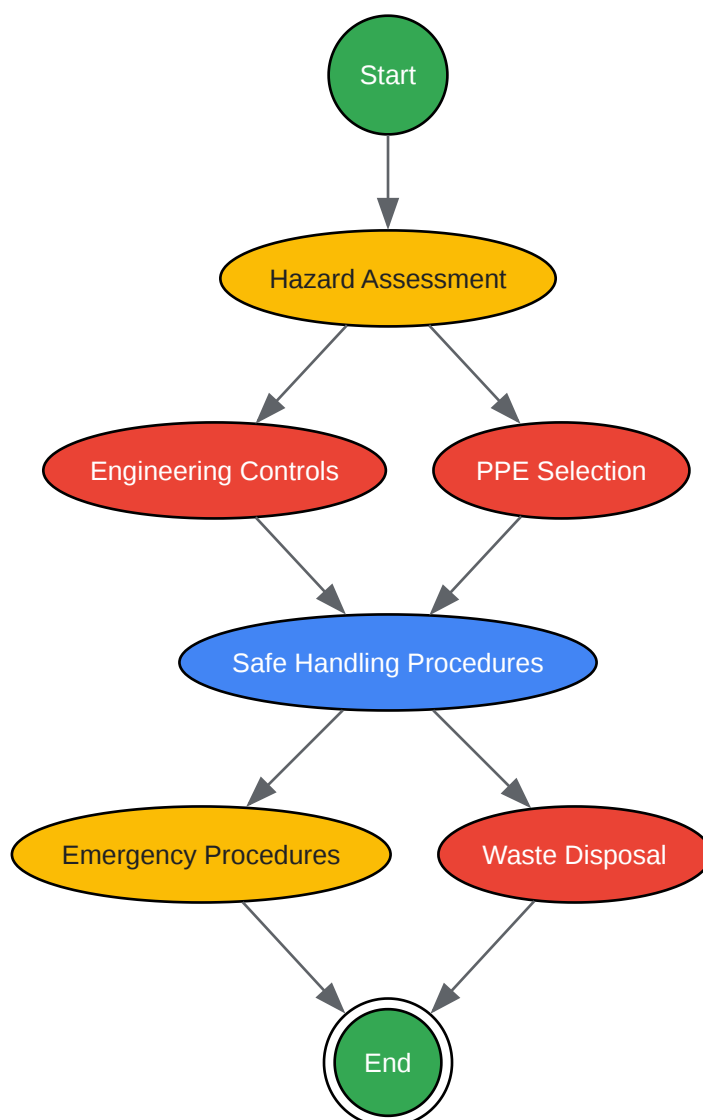 Start
Hazard Assessment
Engineering Controls
PPE Selection
Safe Handling Procedures
Emergency Procedures
Waste Disposal
End